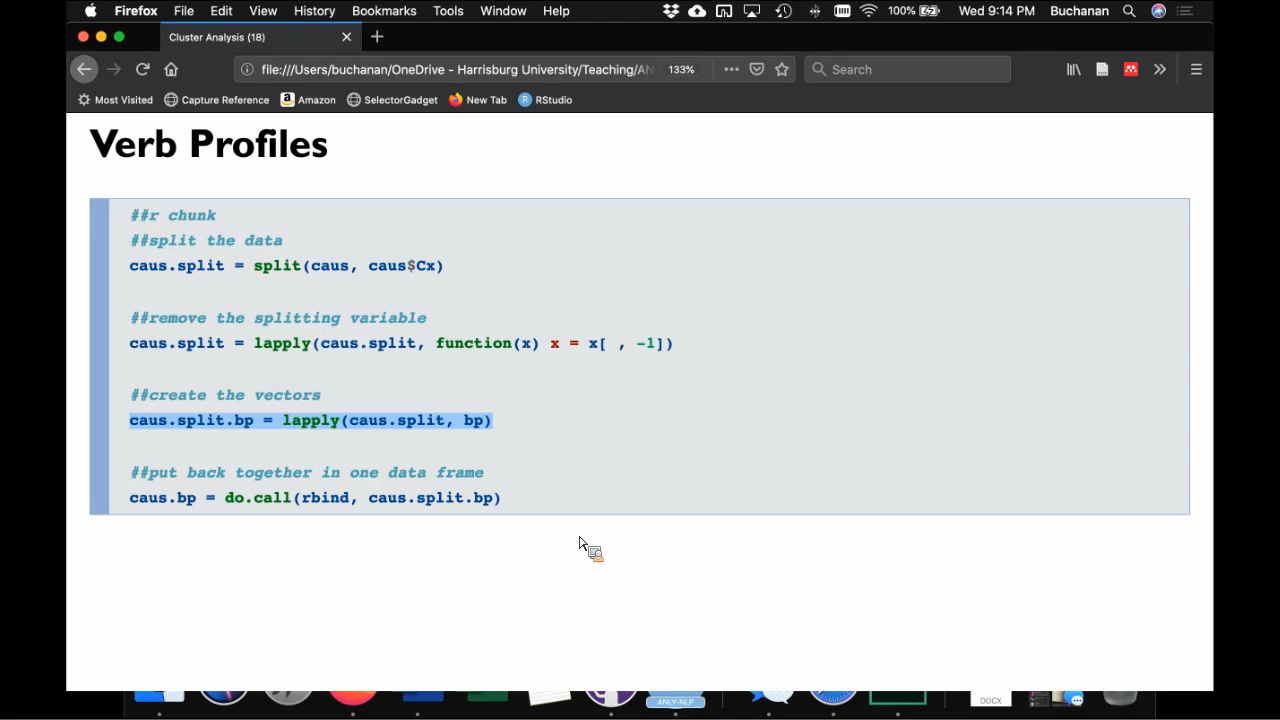 Firefox File Edit View History Bookmarks Tools Window Help 100% Wed 9:14 PM Buchanan
Cluster Analysis (18)
file:///Users/buchanan/OneDrive - Harrisburg University/Teaching/AN 133% Search
Most Visited Capture Reference Amazon SelectorGadget New Tab RStudio
Verb Profiles
##r chunk
##split the data
caus.split = split(caus, caus$Cx)
##remove the splitting variable
caus.split = lapply(caus.split, function(x) x = x[ , -1])
##create the vectors
caus.split.bp = lapply(caus.split, bp)
##put back together in one data frame
caus.bp = do.call(rbind, caus.split.bp)
ANLY-NLP
DOCX